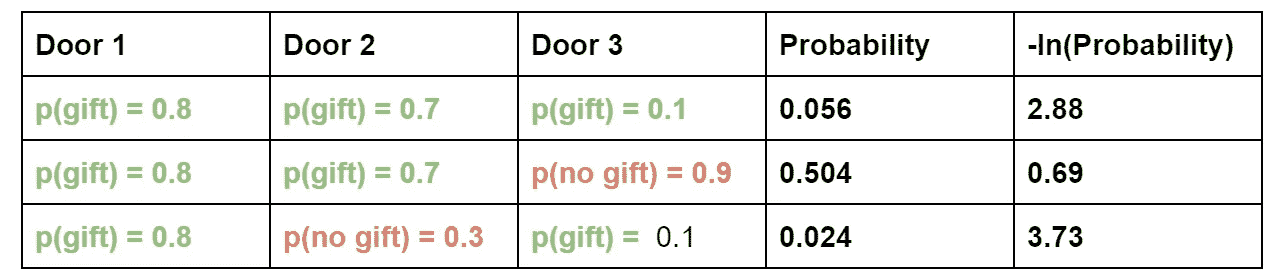 Door 1 Door 2 Door 3 Probability -ln(Probability)
p(gift) = 0.8 p(gift) = 0.7 p(gift) = 0.1 0.056 2.88
p(gift) = 0.8 p(gift) = 0.7 p(no gift) = 0.9 0.504 0.69
p(gift) = 0.8 p(no gift) = 0.3 p(gift) = 0.1 0.024 3.73